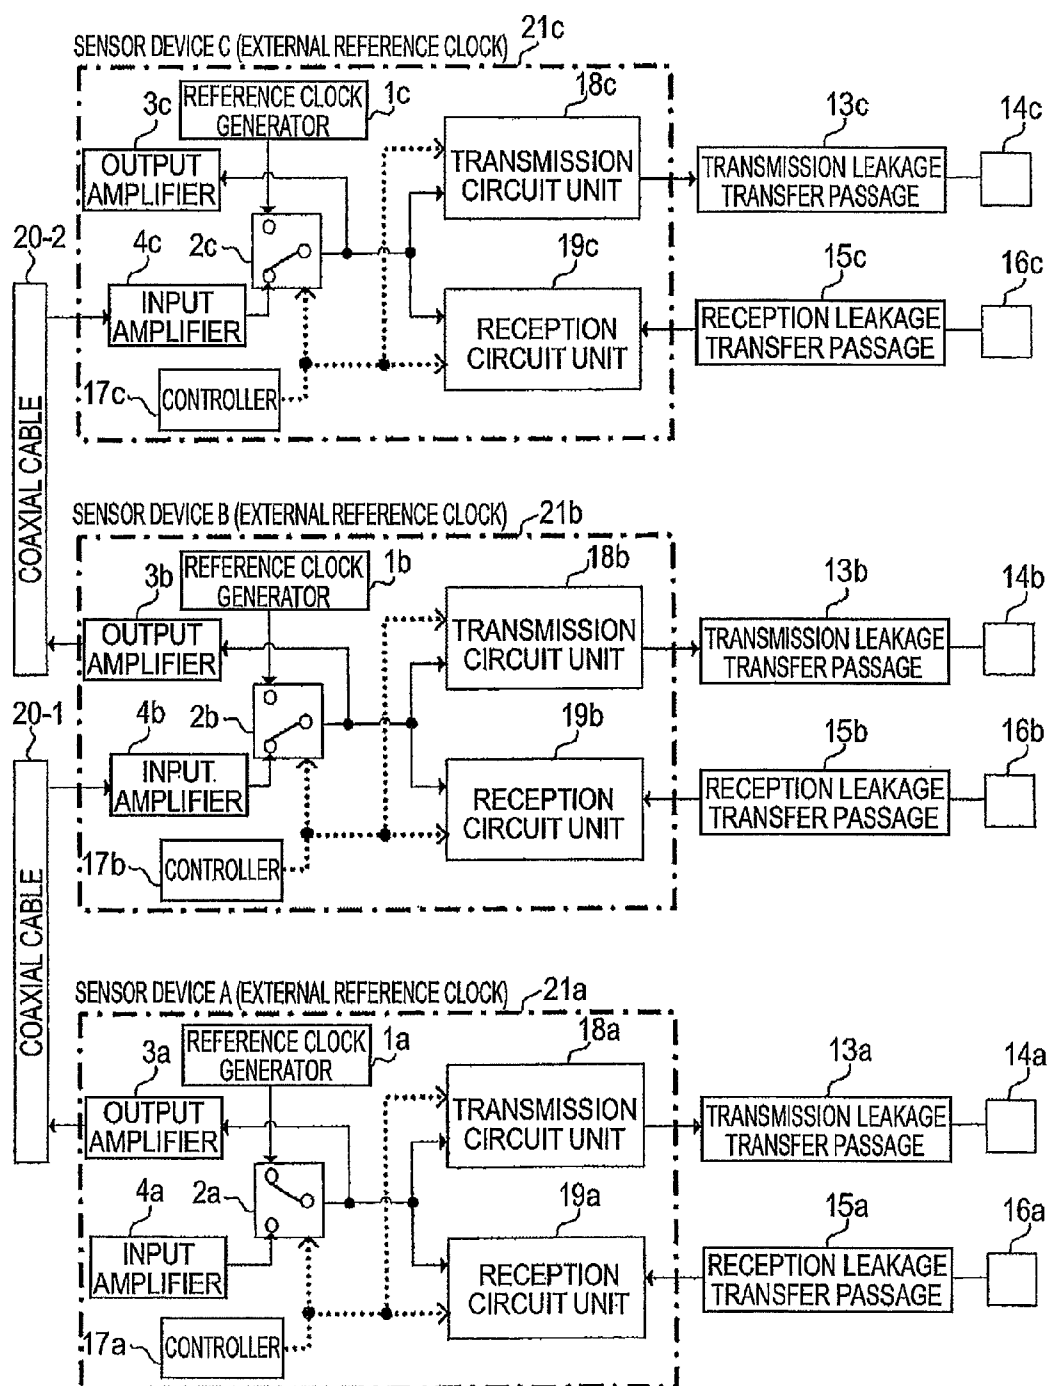 SENSOR DEVICE C (EXTERNAL REFERENCE CLOCK)
21c
3c
REFERENCE CLOCK
GENERATOR
1c
18c
13c
14c
OUTPUT
AMPLIFIER
TRANSMISSION
CIRCUIT UNIT
TRANSMISSION LEAKAGE
TRANSFER PASSAGE
20-2
4c
2c
19c
15c
16c
INPUT
AMPLIFIER
RECEPTION
CIRCUIT UNIT
RECEPTION LEAKAGE
TRANSFER PASSAGE
17c
CONTROLLER
COAXIAL CABLE
SENSOR DEVICE B (EXTERNAL REFERENCE CLOCK)
21b
3b
REFERENCE CLOCK
GENERATOR
1b
18b
13b
14b
OUTPUT
AMPLIFIER
TRANSMISSION
CIRCUIT UNIT
TRANSMISSION LEAKAGE
TRANSFER PASSAGE
20-1
4b
2b
19b
15b
16b
INPUT.
AMPLIFIER
RECEPTION
CIRCUIT UNIT
RECEPTION LEAKAGE
TRANSFER PASSAGE
17b
CONTROLLER
COAXIAL CABLE
SENSOR DEVICE A (EXTERNAL REFERENCE CLOCK)
21a
3a
REFERENCE CLOCK
GENERATOR
1a
18a
13a
14a
OUTPUT
AMPLIFIER
TRANSMISSION
CIRCUIT UNIT
TRANSMISSION LEAKAGE
TRANSFER PASSAGE
4a
2a
19a
15a
16a
INPUT
AMPLIFIER
RECEPTION
CIRCUIT UNIT
RECEPTION LEAKAGE
TRANSFER PASSAGE
17a
CONTROLLER